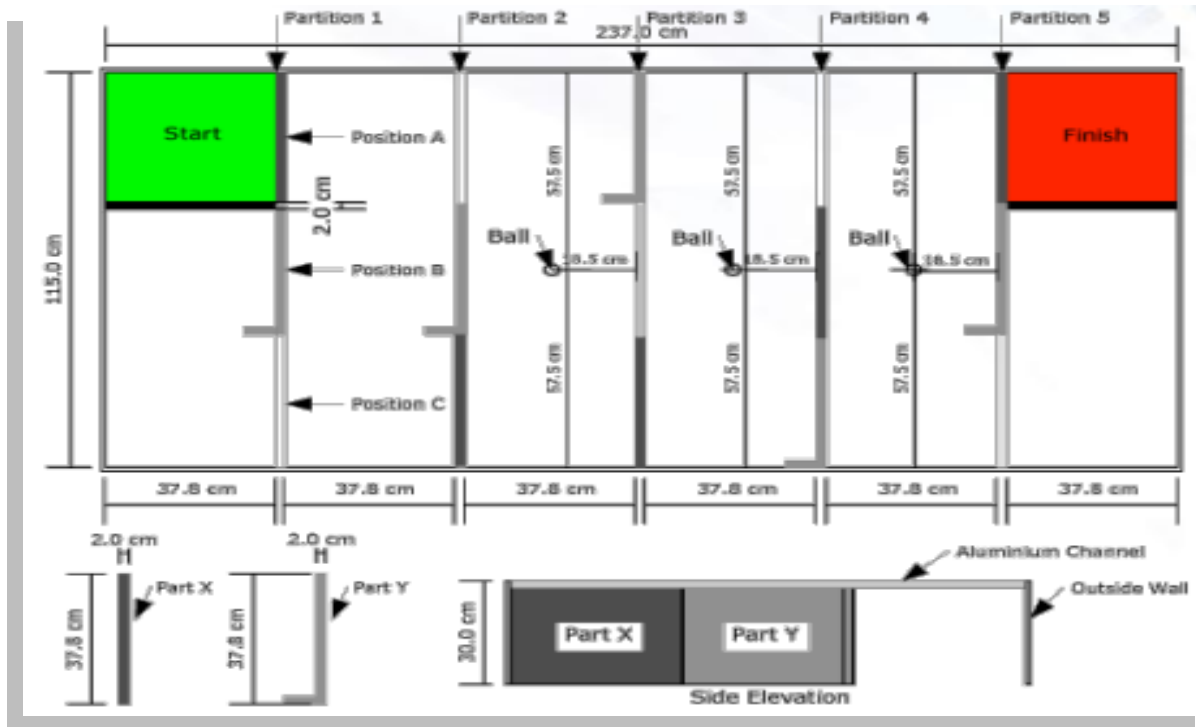 Partition 1
Partition 2
Partition 3
Partition 4
Partition 5
237.0 cm
Start
Position A
57.5 cm
57.5 cm
57.5 cm
Finish
2.0 cm
Ball
Ball
Ball
115.0 cm
Position B
18.5 cm
18.5 cm
18.5 cm
57.5 cm
57.5 cm
57.5 cm
Position C
37.8 cm
37.8 cm
37.8 cm
37.8 cm
37.8 cm
37.8 cm
2.0 cm
2.0 cm
Aluminium Channel
Part X
Part Y
Outside Wall
37.8 cm
37.8 cm
30.0 cm
Part X
Part Y
Side Elevation